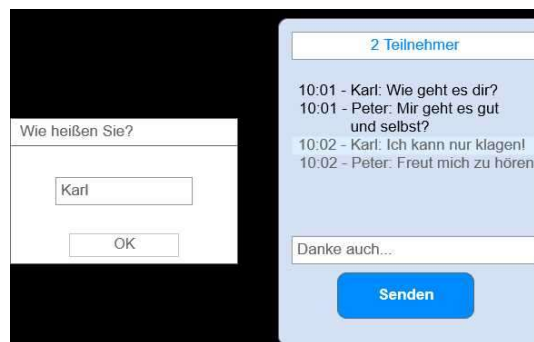 Wie heißen Sie?
Karl
OK
2 Teilnehmer
10:01 - Karl: Wie geht es dir?
10:01 - Peter: Mir geht es gut
und selbst?
10:02 - Karl: Ich kann nur klagen!
10:02 - Peter: Freut mich zu hören
Danke auch...
Senden